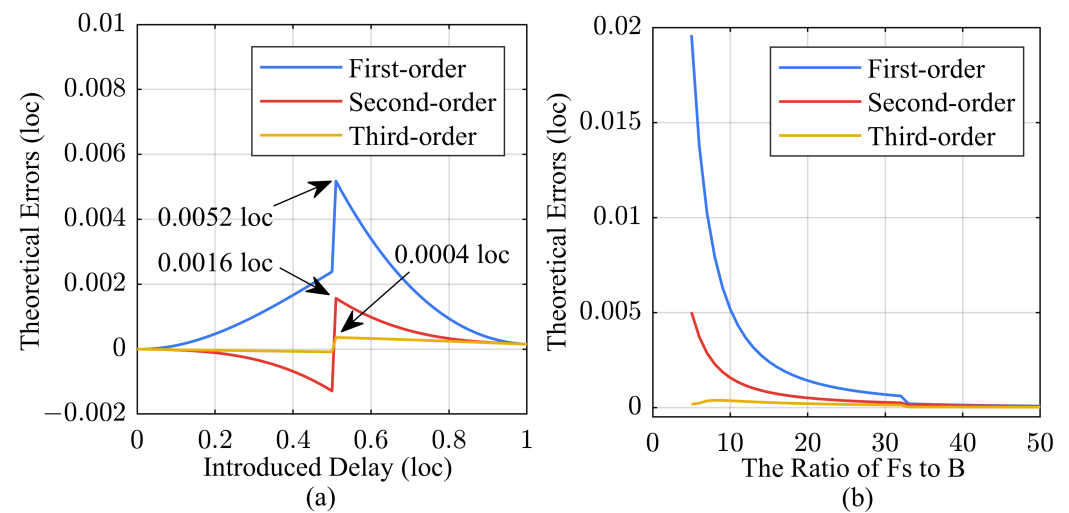 0.01
0.008
0.006
0.004
0.002
0
−0.002
0
0.2
0.4
0.6
0.8
1
Theoretical Errors (loc)
Introduced Delay (loc)
First-order
Second-order
Third-order
0.0052 loc
0.0016 loc
0.0004 loc
(a)
0.02
0.015
0.01
0.005
0
0
10
20
30
40
50
Theoretical Errors (loc)
The Ratio of Fs to B
First-order
Second-order
Third-order
(b)